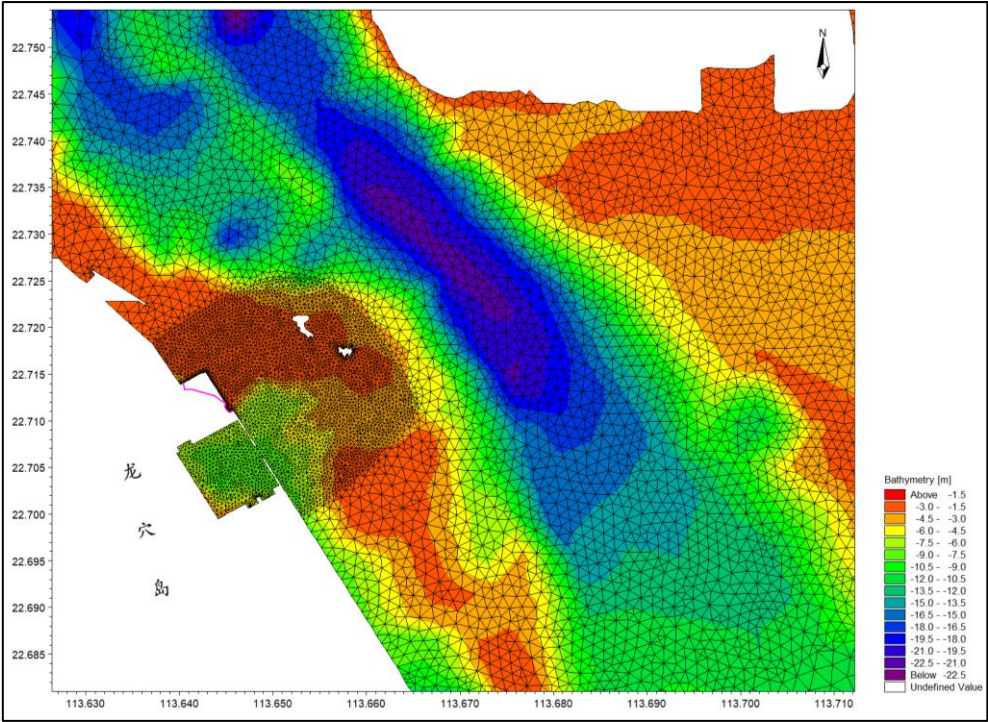 N
22.750
22.745
22.740
22.735
22.730
22.725
22.720
22.715
22.710
22.705
22.700
22.695
22.690
22.685
龙
穴
岛
113.630
113.640
113.650
113.660
113.670
113.680
113.690
113.700
113.710
Bathymetry [m]
Above -1.5
-3.0 - -1.5
-4.5 - -3.0
-6.0 - -4.5
-7.5 - -6.0
-9.0 - -7.5
-10.5 - -9.0
-12.0 - -10.5
-13.5 - -12.0
-15.0 - -13.5
-16.5 - -15.0
-18.0 - -16.5
-19.5 - -18.0
-21.0 - -19.5
-22.5 - -21.0
Below -22.5
Undefined Value